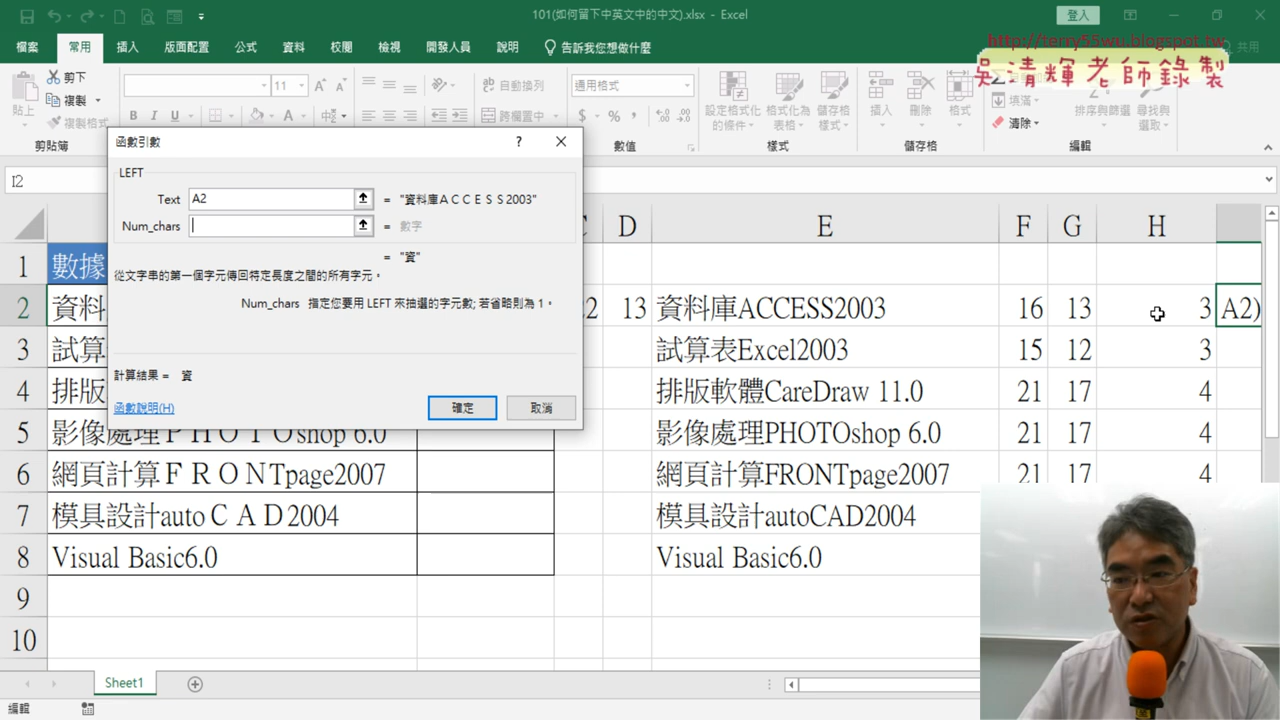 101(如何留下中英文中的中文).xlsx - Excel
登入
檔案 常用 插入 版面配置 公式 資料 校閱 檢視 開發人員 說明 告訴我您想做什麼 共用
http://terry55wu.blogspot.tw
吳清輝老師錄製
貼上 剪下 複製 複製格式 自動換列 跨欄置中 通用格式
設定格式化的條件 格式化為表格 儲存格樣式 插入 刪除 格式 填滿 清除 排序與篩選 尋找與選取
剪貼簿 數值 樣式 儲存格 編輯
I2
函數引數
LEFT
Text A2 = "資料庫ＡＣＣＥＳＳ2003"
Num_chars = 數字
= "資"
從文字串的第一個字元傳回特定長度之間的所有字元。
Num_chars 指定您要用 LEFT 來抽選的字元數; 若省略則為 1。
計算結果 = 資
函數說明(H) 確定 取消
D E F G H
1 數據
2 資料 13 資料庫ACCESS2003 16 13 3 A2)
3 試算 試算表Excel2003 15 12 3
4 排版 排版軟體CareDraw 11.0 21 17 4
5 影像處理ＰＨＯＴＯshop 6.0 影像處理PHOTOshop 6.0 21 17 4
6 網頁計算ＦＲＯＮＴpage2007 網頁計算FRONTpage2007 21 17 4
7 模具設計autoＣＡＤ2004 模具設計autoCAD2004
8 Visual Basic6.0 Visual Basic6.0
9
10
Sheet1
編輯